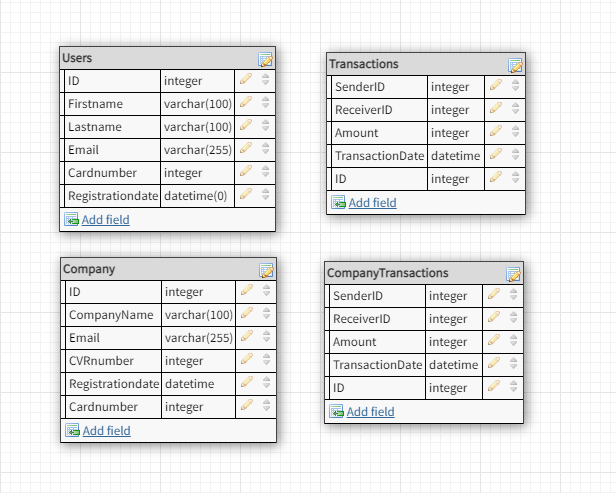 Users
ID integer
Firstname varchar(100)
Lastname varchar(100)
Email varchar(255)
Cardnumber integer
Registrationdate datetime(0)
Add field
Transactions
SenderID integer
ReceiverID integer
Amount integer
TransactionDate datetime
ID integer
Add field
Company
ID integer
CompanyName varchar(100)
Email varchar(255)
CVRnumber integer
Registrationdate datetime
Cardnumber integer
Add field
CompanyTransactions
SenderID integer
ReceiverID integer
Amount integer
TransactionDate datetime
ID integer
Add field